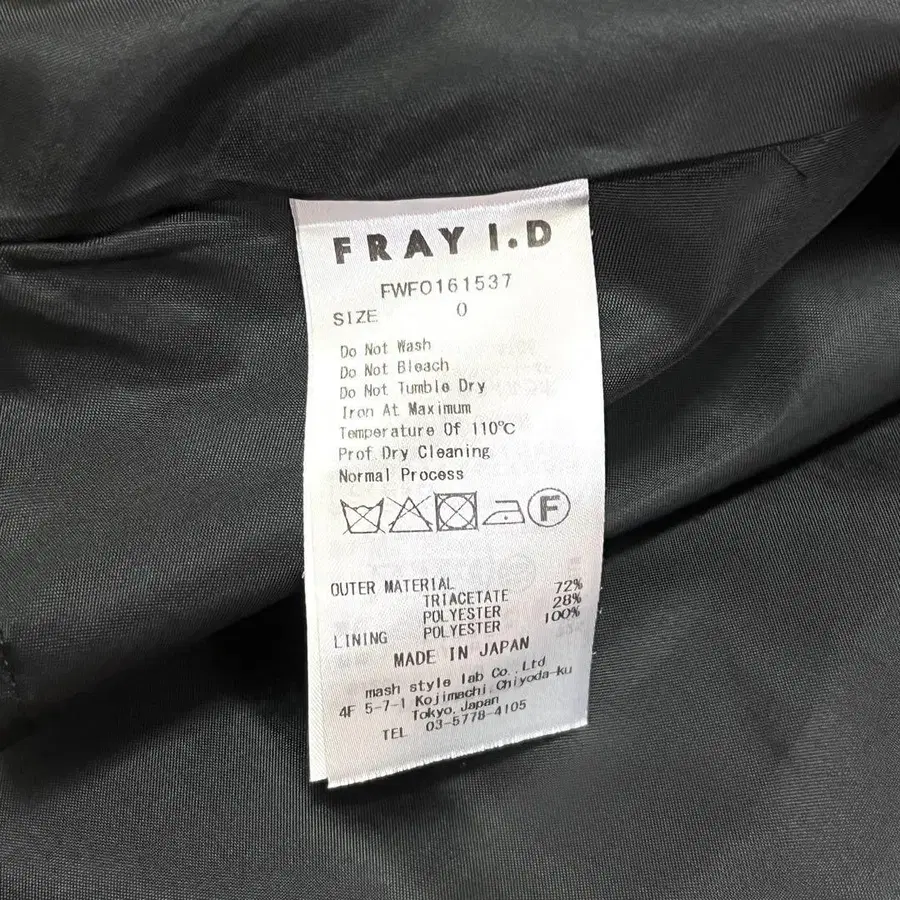 FRAY I.D
FWFO161537
SIZE 0
Do Not Wash
Do Not Bleach
Do Not Tumble Dry
Iron At Maximum
Temperature Of 110℃
Prof.Dry Cleaning
Normal Process
F
OUTER MATERIAL
TRIACETATE 72%
POLYESTER 28%
LINING POLYESTER 100%
MADE IN JAPAN
mash style lab Co.,Ltd
4F 5-7-1 Kojimachi,Chiyoda-ku
Tokyo,Japan
TEL 03-5778-4105